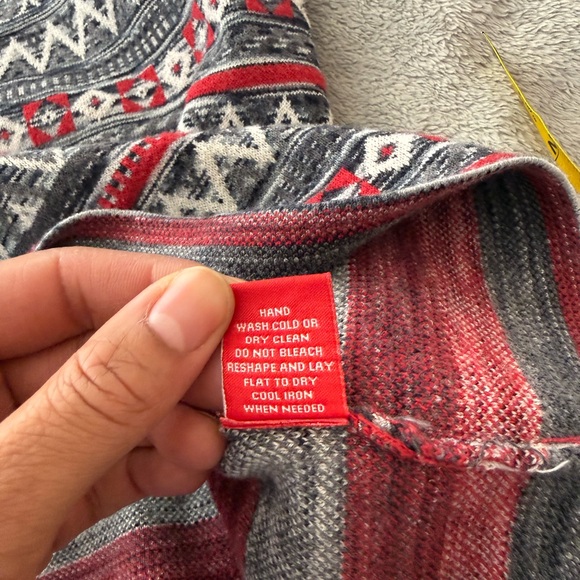 HAND
WASH COLD OR
DRY CLEAN
DO NOT BLEACH
RESHAPE AND LAY
FLAT TO DRY
COOL IRON
WHEN NEEDED